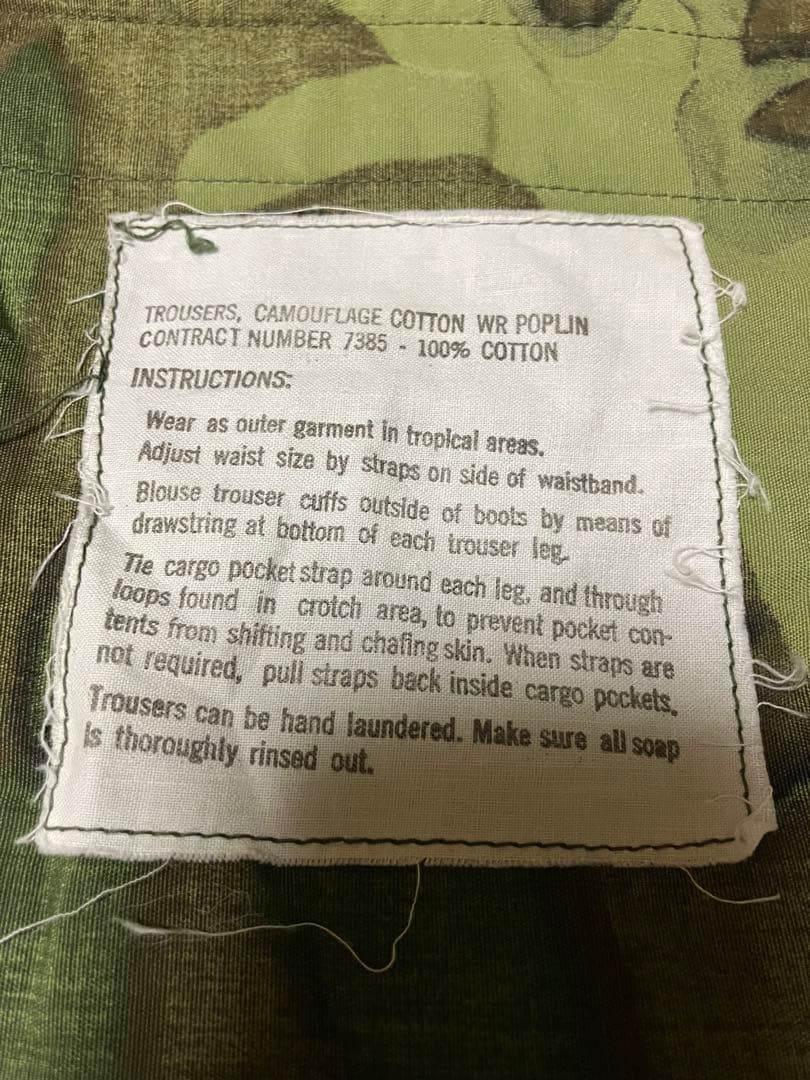 TROUSERS, CAMOUFLAGE COTTON WR POPLIN
CONTRACT NUMBER 7385 - 100% COTTON
INSTRUCTIONS:
Wear as outer garment in tropical areas.
Adjust waist size by straps on side of waistband.
Blouse trouser cuffs outside of boots by means of
drawstring at bottom of each trouser leg.
Tie cargo pocket strap around each leg, and through
loops found in crotch area, to prevent pocket con-
tents from shifting and chafing skin. When straps are
not required, pull straps back inside cargo pockets.
Trousers can be hand laundered. Make sure all soap
is thoroughly rinsed out.